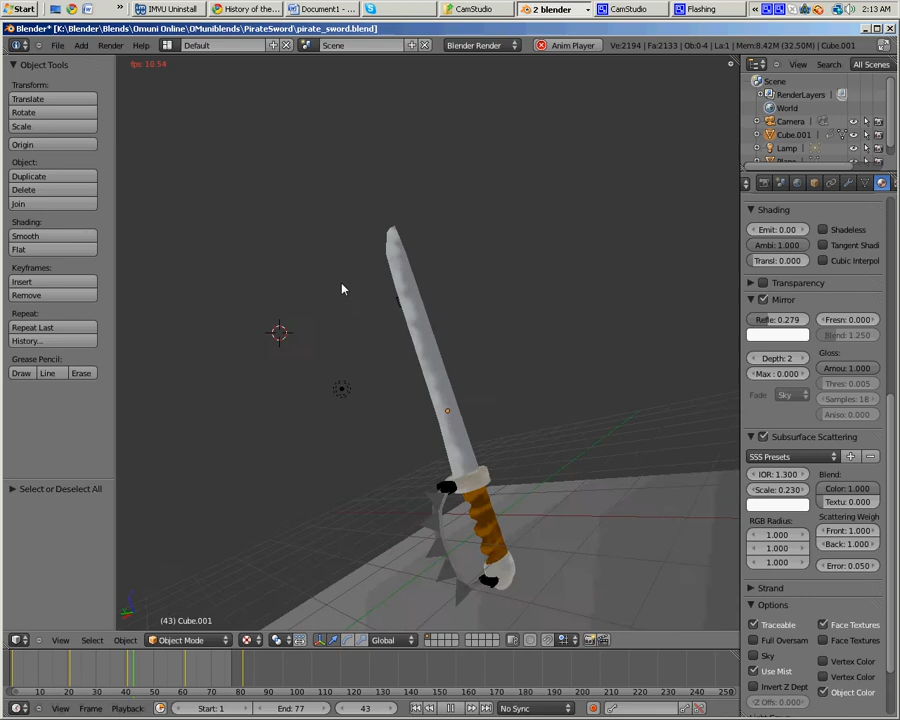 Start
IMVU Uninstall
History of the...
Document1 - ...
CamStudio
2 blender
CamStudio
Flashing
2:13 AM
Blender* [K:\Blender\Blends\Omuni Online\OMuniblends\PirateSword\pirate_sword.blend]
File Add Render Help
Default
Scene
Blender Render
Anim Player
Ve:2194 | Fa:2133 | Ob:0-4 | La:1 | Mem:8.42M (32.50M) | Cube.001
Object Tools
Transform:
Translate
Rotate
Scale
Origin
Object:
Duplicate
Delete
Join
Shading:
Smooth
Flat
Keyframes:
Insert
Remove
Repeat:
Repeat Last
History...
Grease Pencil:
Draw Line Erase
Select or Deselect All
fps: 10.54
(43) Cube.001
View Search All Scenes
Scene
RenderLayers
World
Camera
Cube.001
Lamp
Shading
Emit: 0.00 Shadeless
Ambi: 1.000 Tangent Shadi
Transl: 0.000 Cubic Interpol
Transparency
Mirror
Refle: 0.279 Fresn: 0.000
Blend: 1.250
Depth: 2 Gloss:
Max : 0.000 Amou: 1.000
Thres: 0.005
Fade Sky Samples: 18
Aniso: 0.000
Subsurface Scattering
SSS Presets
IOR: 1.300 Blend:
Scale: 0.230 Color: 1.000
Textu: 0.000
RGB Radius: Scattering Weigh
1.000 Front: 1.000
1.000 Back: 1.000
1.000 Error: 0.050
Strand
Options
Traceable Face Textures
Full Oversam Face Textures
Sky
Use Mist Vertex Color
Invert Z Dept Vertex Color
Z Offs: 0.000 Object Color
View Select Object Object Mode Global
10 20 30 40 50 60 70 80 90 100 110 120 130 140 150 160 170 180 190 200 210 220 230 240 250
View Frame Playback Start: 1 End: 77 43 No Sync